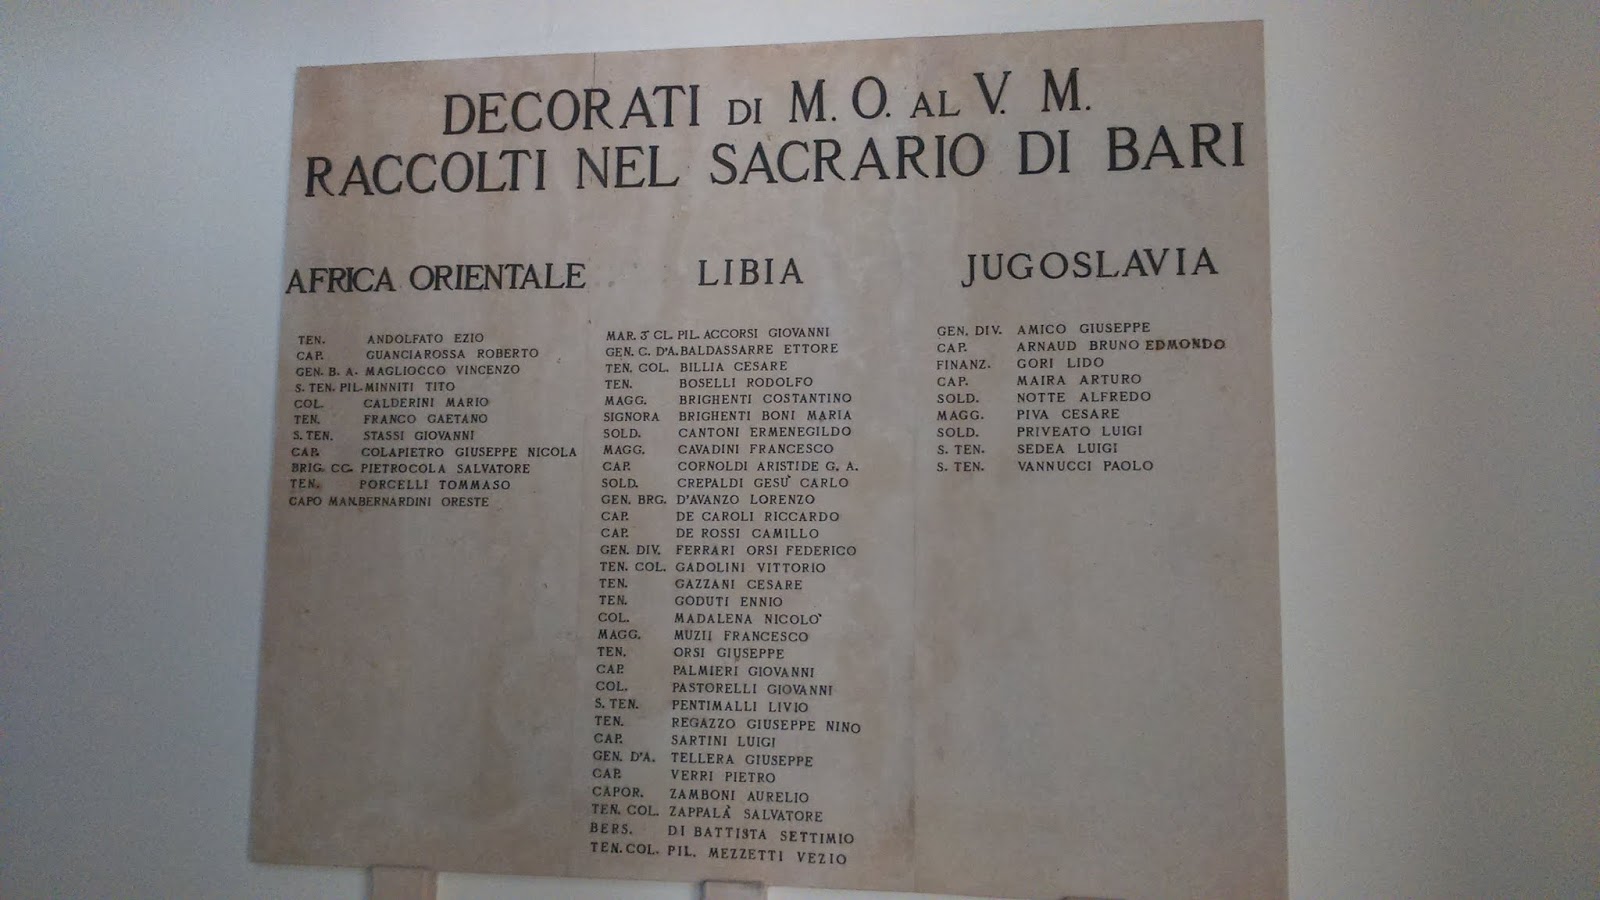 DECORATI DI M. O. AL V. M.
RACCOLTI NEL SACRARIO DI BARI
AFRICA ORIENTALE
TEN. ANDOLFATO EZIO
CAP. GUANCIAROSSA ROBERTO
GEN. B. A. MAGLIOCCO VINCENZO
S. TEN. PIL. MINNITI TITO
COL. CALDERINI MARIO
TEN. FRANCO GAETANO
S. TEN. STASSI GIOVANNI
CAP. COLAPIETRO GIUSEPPE NICOLA
BRIG. CC. PIETROCOLA SALVATORE
TEN. PORCELLI TOMMASO
CAPO MAN. BERNARDINI ORESTE
LIBIA
MAR. 3ª CL. PIL. ACCORSI GIOVANNI
GEN. C. D'A. BALDASSARRE ETTORE
TEN. COL. BILLIA CESARE
TEN. BOSELLI RODOLFO
MAGG. BRIGHENTI COSTANTINO
SIGNORA BRIGHENTI BONI MARIA
SOLD. CANTONI ERMENEGILDO
MAGG. CAVADINI FRANCESCO
CAP. CORNOLDI ARISTIDE G. A.
SOLD. CREPALDI GESU' CARLO
GEN. BRG. D'AVANZO LORENZO
CAP. DE CAROLI RICCARDO
CAP. DE ROSSI CAMILLO
GEN. DIV. FERRARI ORSI FEDERICO
TEN. COL. GADOLINI VITTORIO
TEN. GAZZANI CESARE
TEN. GODUTI ENNIO
COL. MADALENA NICOLO'
MAGG. MUZII FRANCESCO
TEN. ORSI GIUSEPPE
CAP. PALMIERI GIOVANNI
COL. PASTORELLI GIOVANNI
S. TEN. PENTIMALLI LIVIO
TEN. REGAZZO GIUSEPPE NINO
CAP. SARTINI LUIGI
GEN. D'A. TELLERA GIUSEPPE
CAP. VERRI PIETRO
CAPOR. ZAMBONI AURELIO
TEN. COL. ZAPPALA' SALVATORE
BERS. DI BATTISTA SETTIMIO
TEN. COL. PIL. MEZZETTI VEZIO
JUGOSLAVIA
GEN. DIV. AMICO GIUSEPPE
CAP. ARNAUD BRUNO EDMONDO
FINANZ. GORI LIDO
CAP. MAIRA ARTURO
SOLD. NOTTE ALFREDO
MAGG. PIVA CESARE
SOLD. PRIVEATO LUIGI
S. TEN. SEDEA LUIGI
S. TEN. VANNUCCI PAOLO